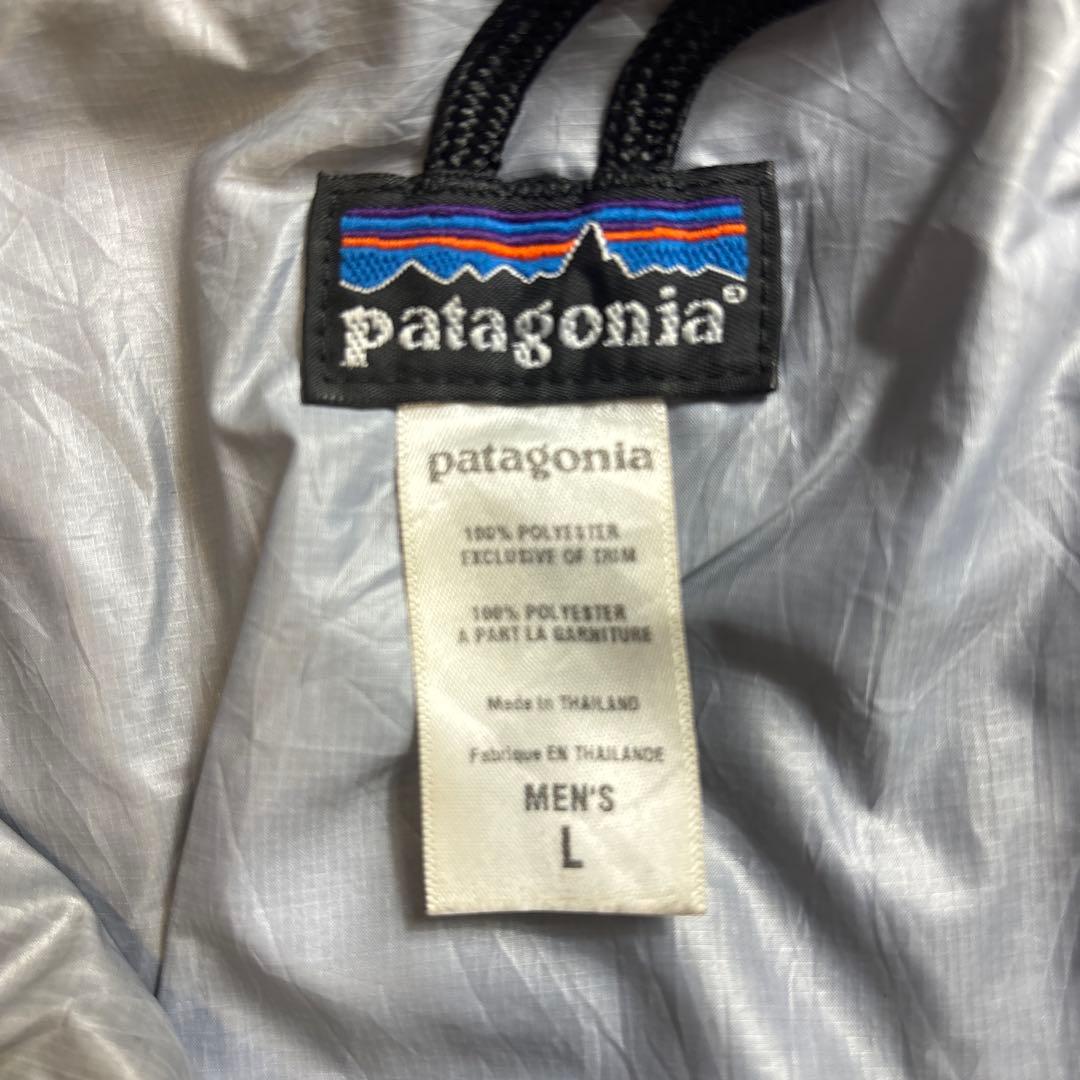 patagonia®
patagonia
100% POLYESTER
EXCLUSIVE OF TRIM
100% POLYESTER
A PART LA GARNITURE
Made in THAILAND
Fabrique EN THAILANDE
MEN'S
L